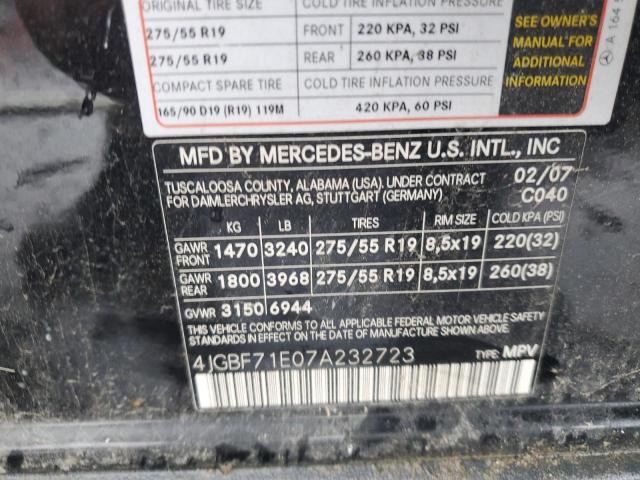 ORIGINAL TIRE SIZE COLD TIRE INFLATION PRESSURE
275/55 R19 FRONT 220 KPA, 32 PSI
275/55 R19 REAR 260 KPA, 38 PSI
COMPACT SPARE TIRE COLD TIRE INFLATION PRESSURE
165/90 D19 (R19) 119M 420 KPA, 60 PSI
SEE OWNER'S
MANUAL FOR
ADDITIONAL
INFORMATION
A 164 5
MFD BY MERCEDES-BENZ U.S. INTL., INC
TUSCALOOSA COUNTY, ALABAMA (USA). UNDER CONTRACT 02/07
FOR DAIMLERCHRYSLER AG, STUTTGART (GERMANY) C040
KG LB TIRES RIM SIZE COLD KPA (PSI)
GAWR FRONT 1470 3240 275/55 R19 8,5x19 220(32)
GAWR REAR 1800 3968 275/55 R19 8,5x19 260(38)
GVWR 3150 6944
THIS VEHICLE CONFORMS TO ALL APPLICABLE FEDERAL MOTOR VEHICLE SAFETY
STANDARDS IN EFFECT ON THE DATE OF MANUFACTURE SHOWN ABOVE.
4JGBF71E07A232723 TYPE: MPV